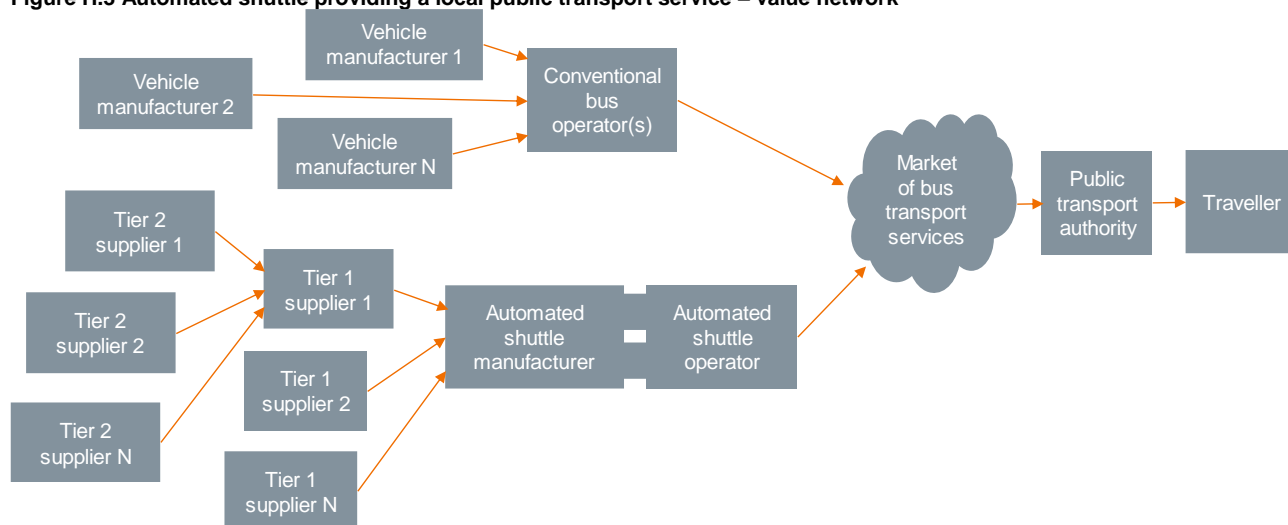 Figure H.5 Automated shuttle providing a local public transport service – value network
Vehicle
manufacturer 1
Vehicle
manufacturer 2
Vehicle
manufacturer N
Conventional
bus
operator(s)
Market
of bus
transport
services
Public
transport
authority
Traveller
Tier 2
supplier 1
Tier 2
supplier 2
Tier 2
supplier N
Tier 1
supplier 1
Tier 1
supplier 2
Tier 1
supplier N
Automated
shuttle
manufacturer
Automated
shuttle
operator